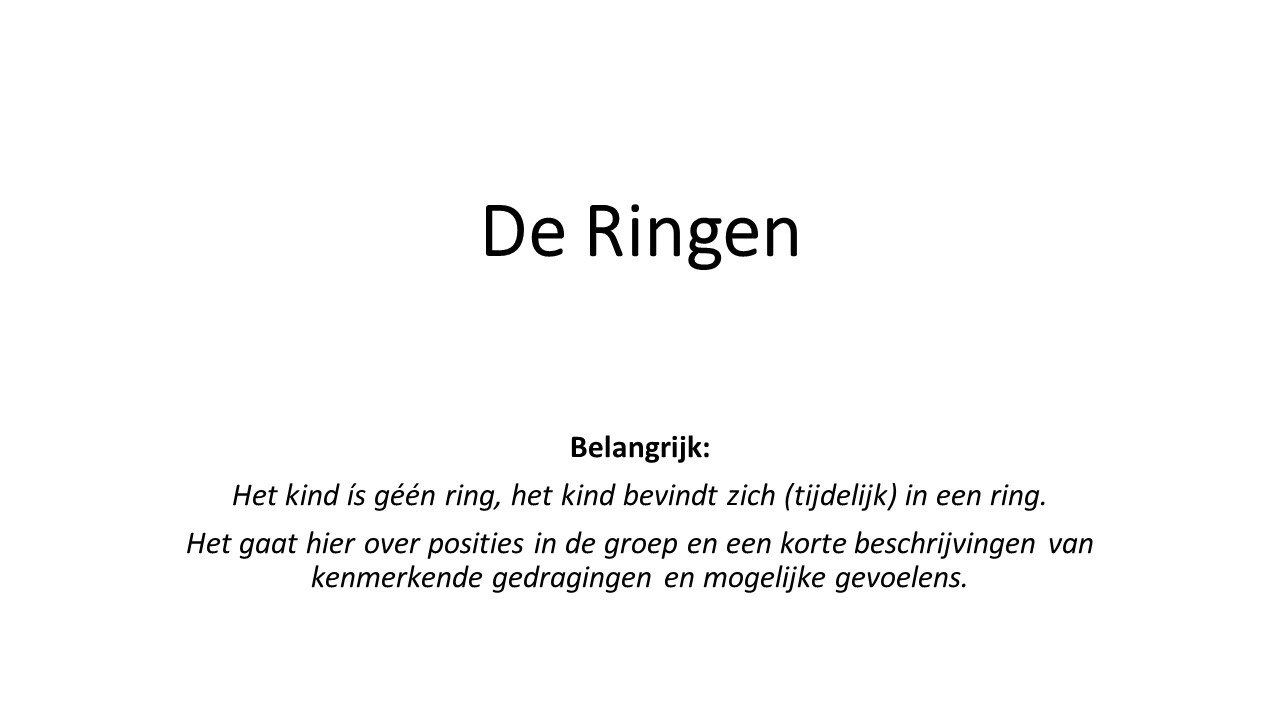 De Ringen
Belangrijk:
Het kind ís géén ring, het kind bevindt zich (tijdelijk) in een ring.
Het gaat hier over posities in de groep en een korte beschrijvingen van
kenmerkende gedragingen en mogelijke gevoelens.